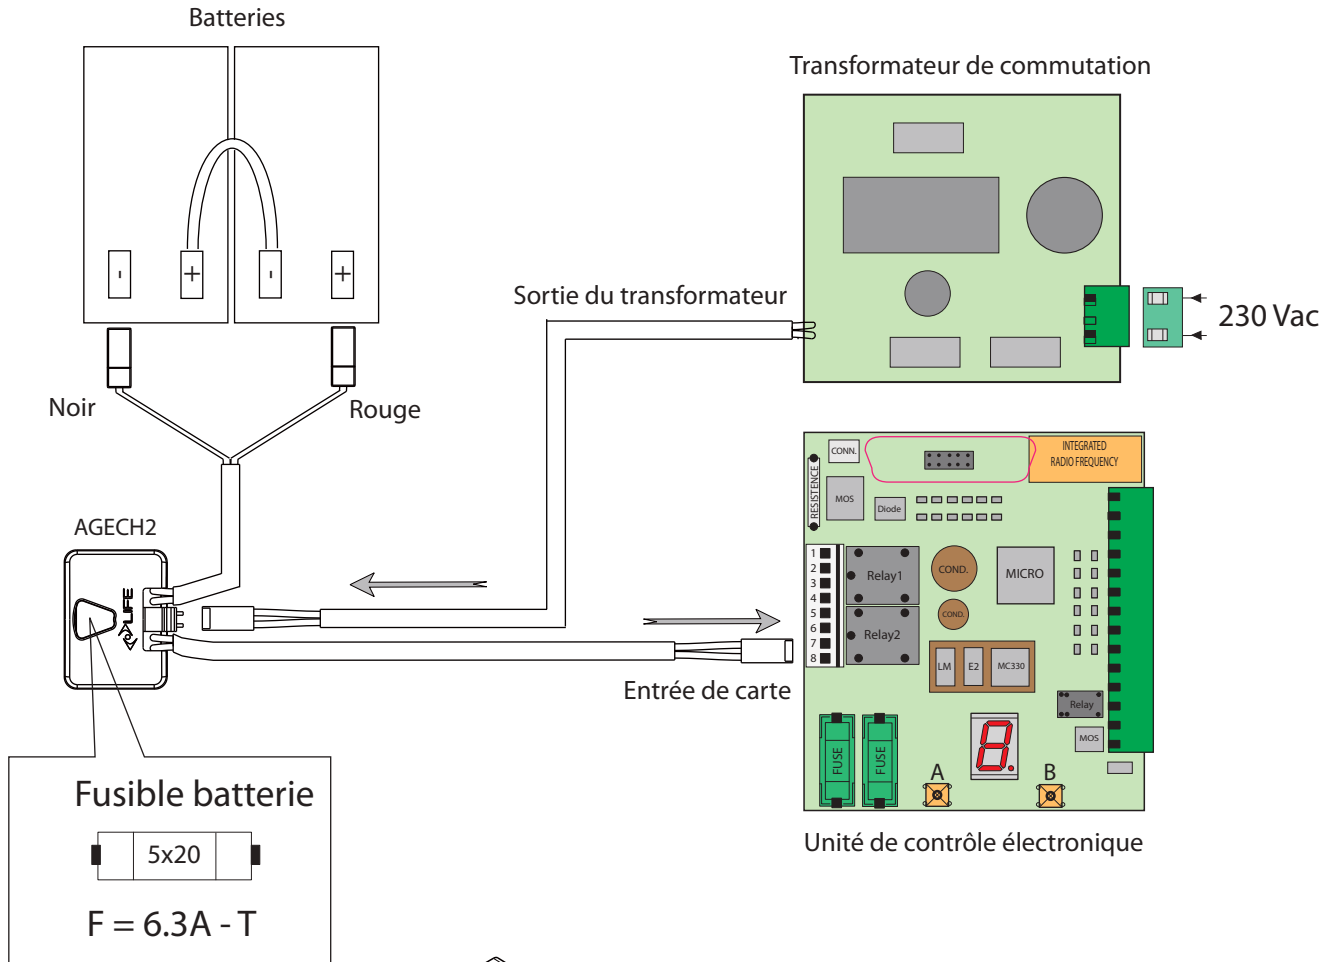 Batteries
Transformateur de commutation
- + - +
Sortie du transformateur
230 Vac
Noir
Rouge
AGECH2
LIFE
Entrée de carte
CONN.
INTEGRATED
RADIO FREQUENCY
RESISTENCE
MOS
Diode
1
2
3
4
5
6
7
8
Relay1
Relay2
COND.
COND.
MICRO
LM
E2
MC330
Relay
MOS
FUSE
FUSE
8.
A
B
Unité de contrôle électronique
Fusible batterie
5x20
F = 6.3A - T